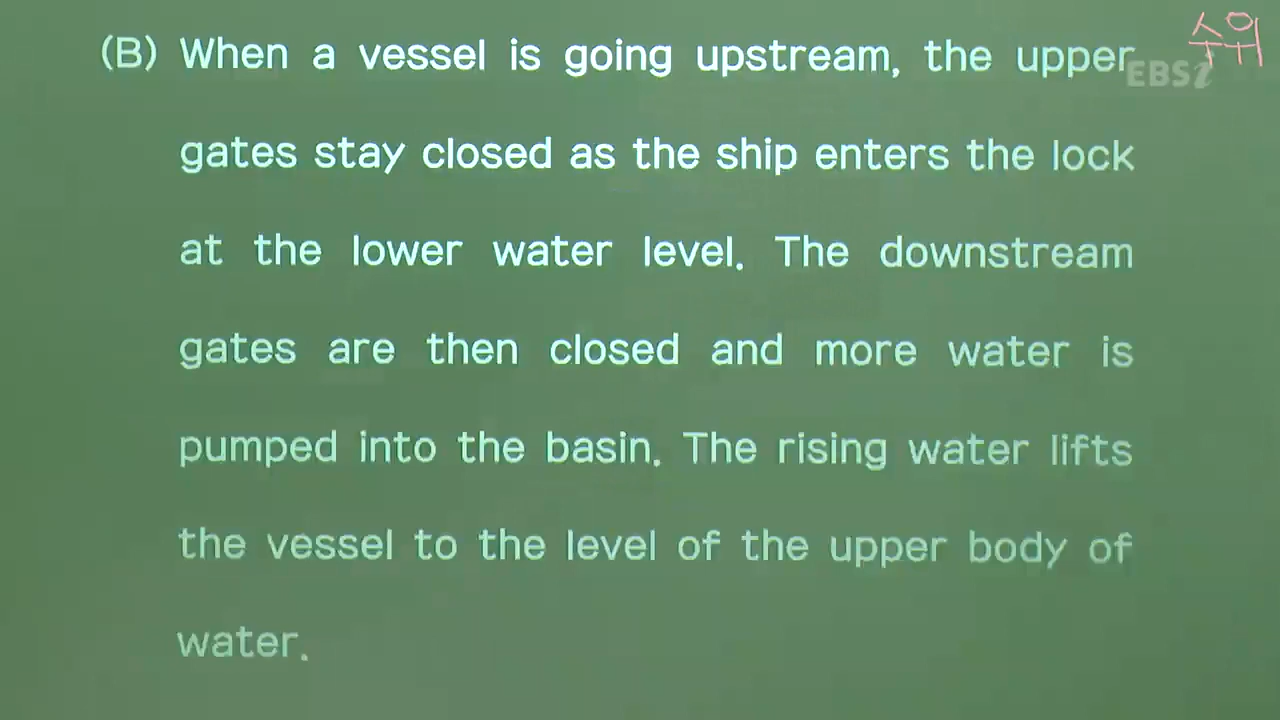 수위
(B) When a vessel is going upstream, the upper
EBSi
gates stay closed as the ship enters the lock
at the lower water level. The downstream
gates are then closed and more water is
pumped into the basin. The rising water lifts
the vessel to the level of the upper body of
water.